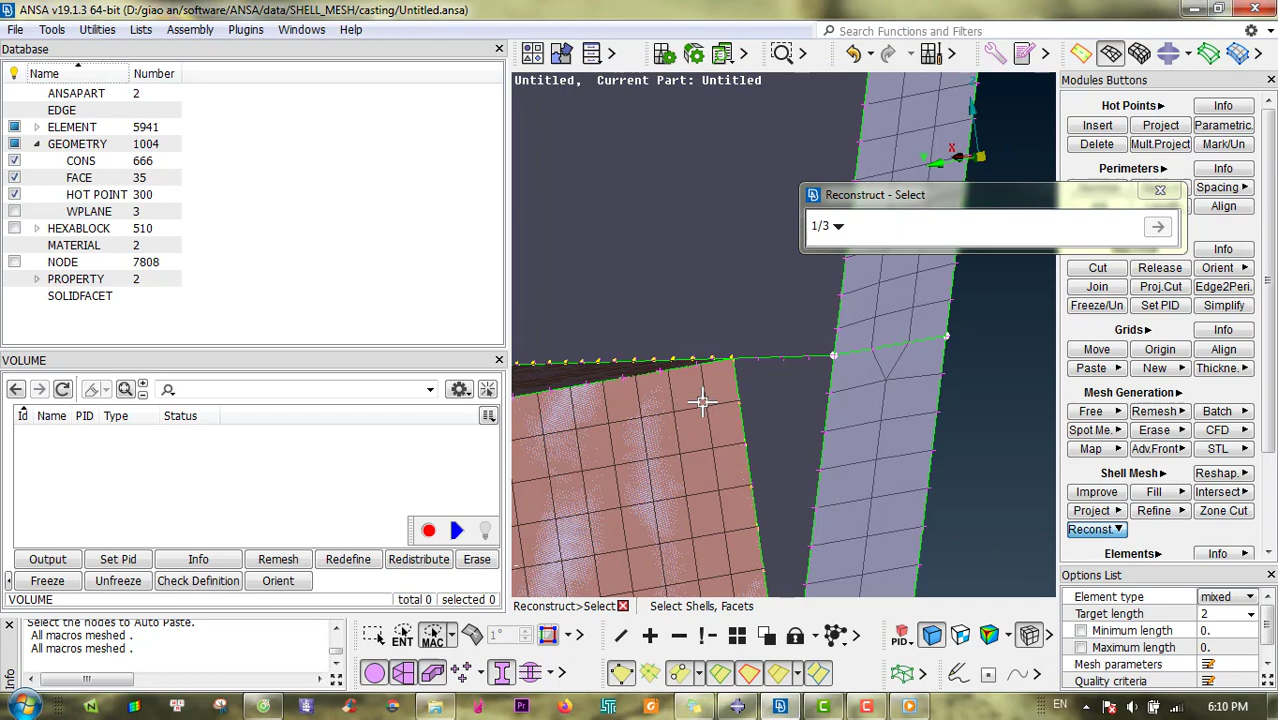 ANSA v19.1.3 64-bit (D:/giao an/software/ANSA/data/SHELL_MESH/casting/Untitled.ansa)
File Tools Utilities Lists Assembly Plugins Windows Help
Search Functions and Filters
Database
Name Number
ANSAPART 2
EDGE
ELEMENT 5941
GEOMETRY 1004
CONS 666
FACE 35
HOT POINT 300
WPLANE 3
HEXABLOCK 510
MATERIAL 2
NODE 7808
PROPERTY 2
SOLIDFACET
VOLUME
Id Name PID Type Status
Output Set Pid Info Remesh Redefine Redistribute Erase
Freeze Unfreeze Check Definition Orient
VOLUME total 0 selected 0
Untitled, Current Part: Untitled
Reconstruct - Select
1/3
Reconstruct>Select Select Shells, Facets
Modules Buttons
Hot Points Info
Insert Project Parametric.
Delete Mult.Project Mark/Un
Perimeters Info
Spacing
Align
Info
Cut Release Orient
Join Proj.Cut Edge2Peri.
Freeze/Un Set PID Simplify
Grids Info
Move Origin Align
Paste New Info
Mesh Generation Info
Free Remesh Batch
Spot Me. Erase CFD
Map Adv.Front STL
Shell Mesh Reshap.
Improve Fill Intersect
Project Refine Zone Cut
Reconst.
Elements Info
Options List
Element type mixed
Target length 2
Minimum length 0.
Maximum length 0.
Mesh parameters
Quality criteria
Info
Select the nodes to Auto Paste.
All macros meshed .
All macros meshed .
ENT MAC 1° PID
EN 6:10 PM